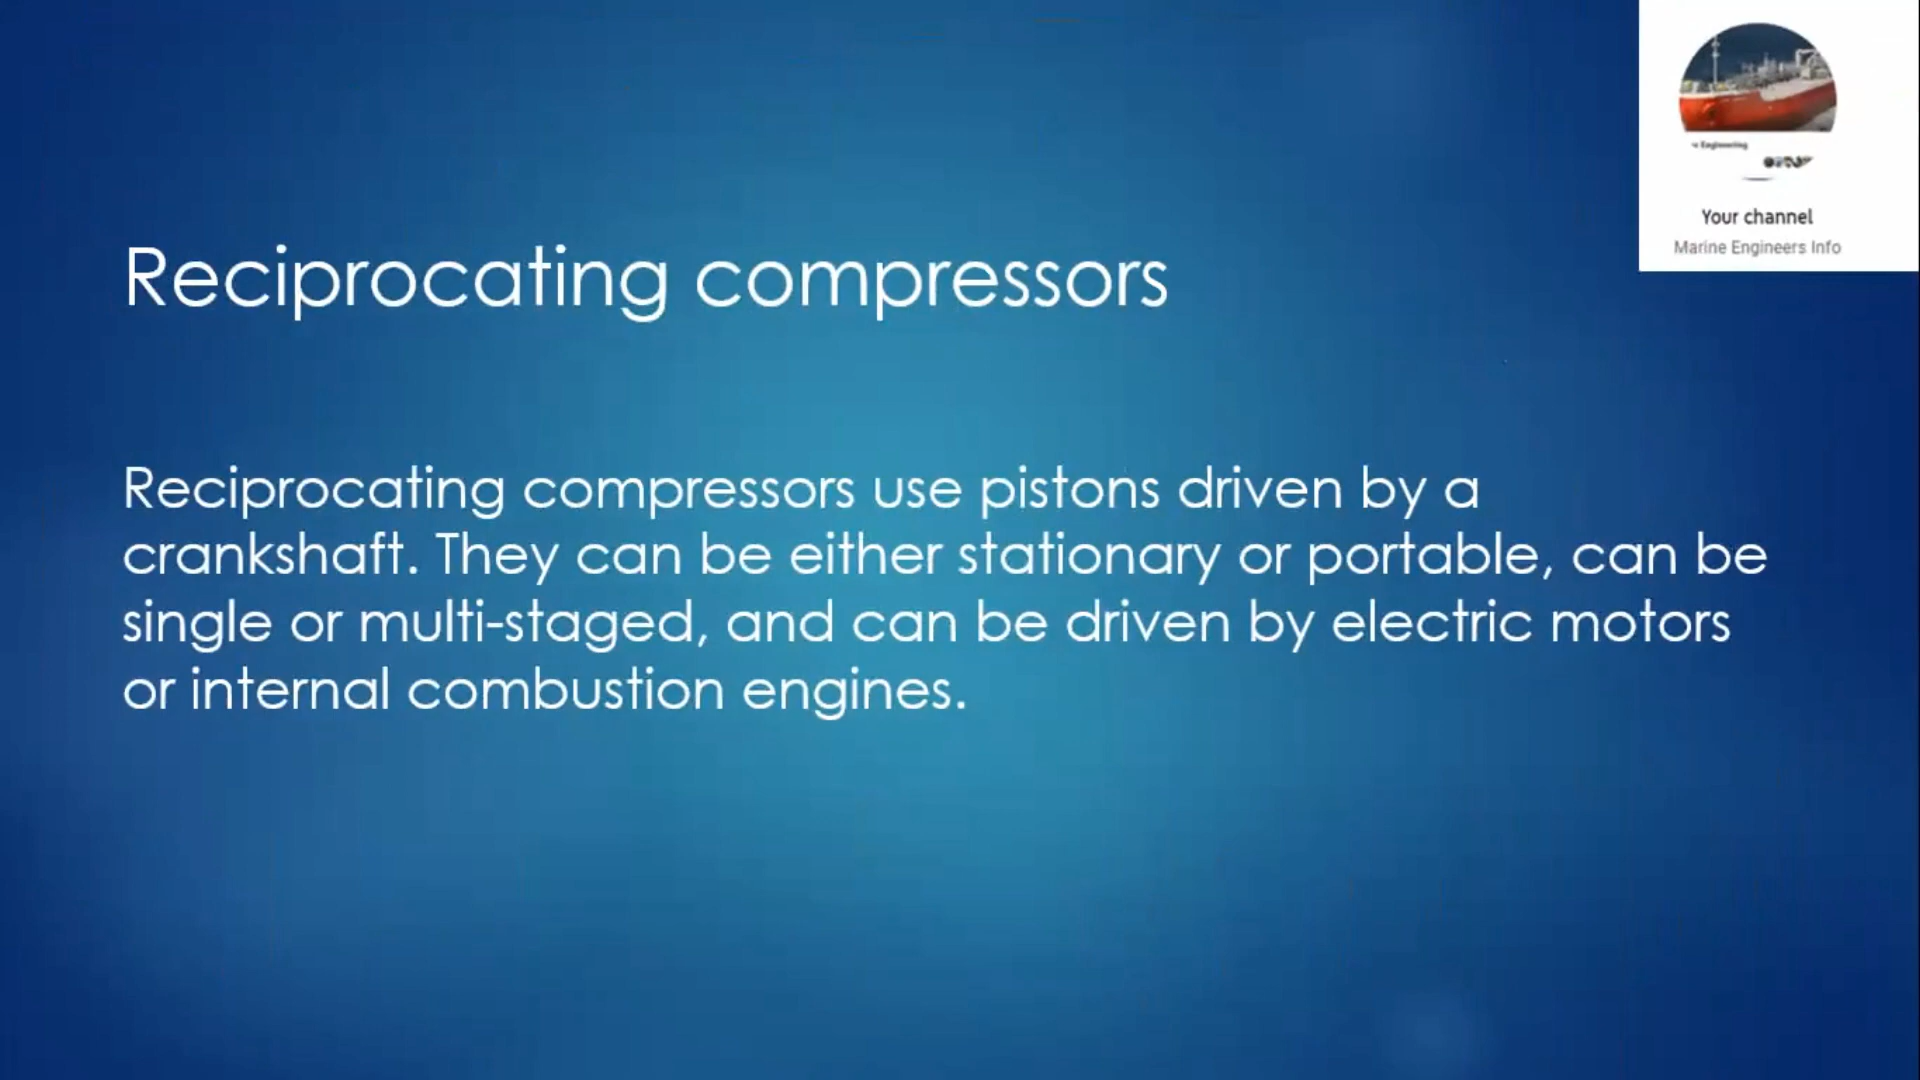 Reciprocating compressors
Reciprocating compressors use pistons driven by a
crankshaft. They can be either stationary or portable, can be
single or multi-staged, and can be driven by electric motors
or internal combustion engines.
Engineering
Your channel
Marine Engineers Info